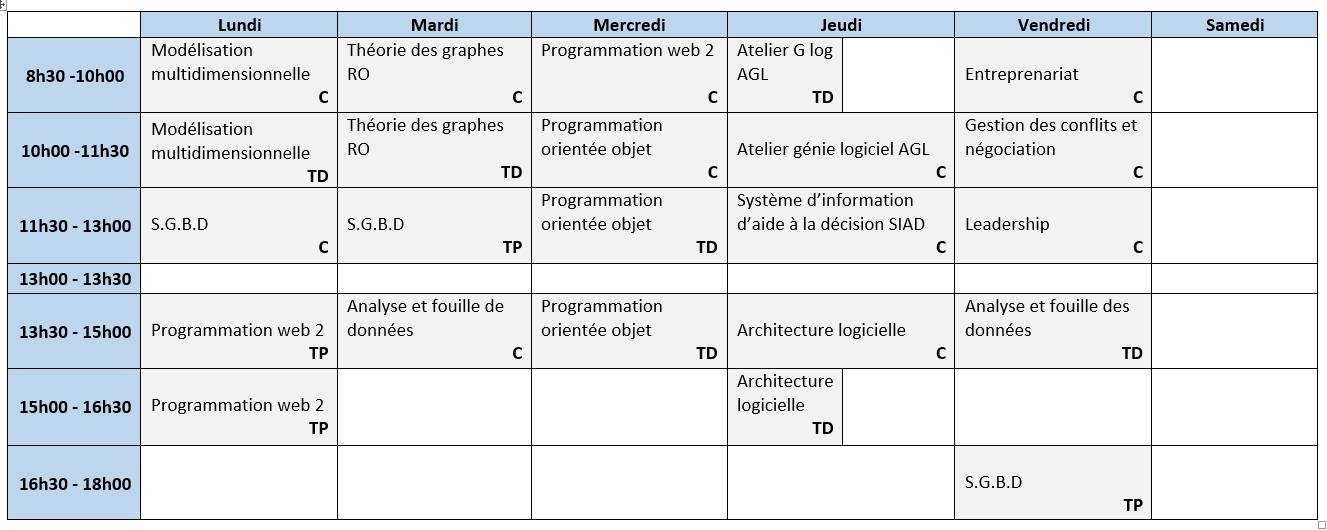 Lundi Mardi Mercredi Jeudi Vendredi Samedi
8h30 -10h00
Modélisation
multidimensionnelle
C
Théorie des graphes
RO
C
Programmation web 2
C
Atelier G log
AGL
TD
Entreprenariat
C
10h00 -11h30
Modélisation
multidimensionnelle
TD
Théorie des graphes
RO
TD
Programmation
orientée objet
C
Atelier génie logiciel AGL
C
Gestion des conflits et
négociation
C
11h30 - 13h00
S.G.B.D
C
S.G.B.D
TP
Programmation
orientée objet
TD
Système d’information
d’aide à la décision SIAD
C
Leadership
C
13h00 - 13h30
13h30 - 15h00
Programmation web 2
TP
Analyse et fouille de
données
C
Programmation
orientée objet
TD
Architecture logicielle
C
Analyse et fouille des
données
TD
15h00 - 16h30
Programmation web 2
TP
Architecture
logicielle
TD
16h30 - 18h00
S.G.B.D
TP